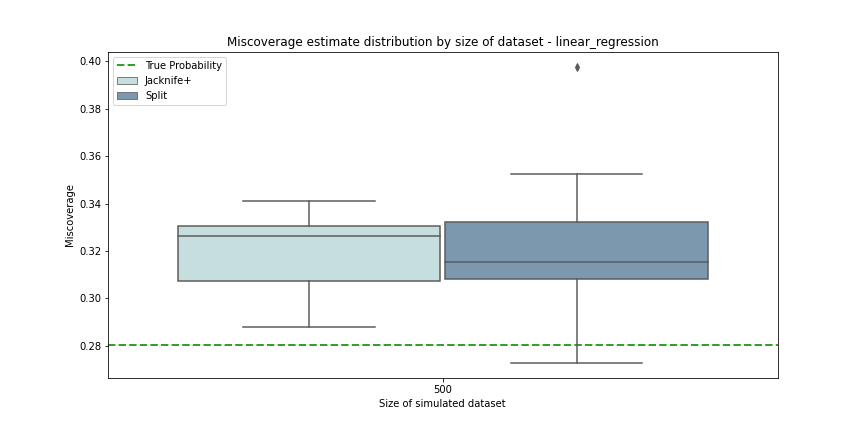 Miscoverage estimate distribution by size of dataset - linear_regression
True Probability
Jacknife+
Split
0.40
0.38
0.36
0.34
0.32
0.30
0.28
Miscoverage
500
Size of simulated dataset